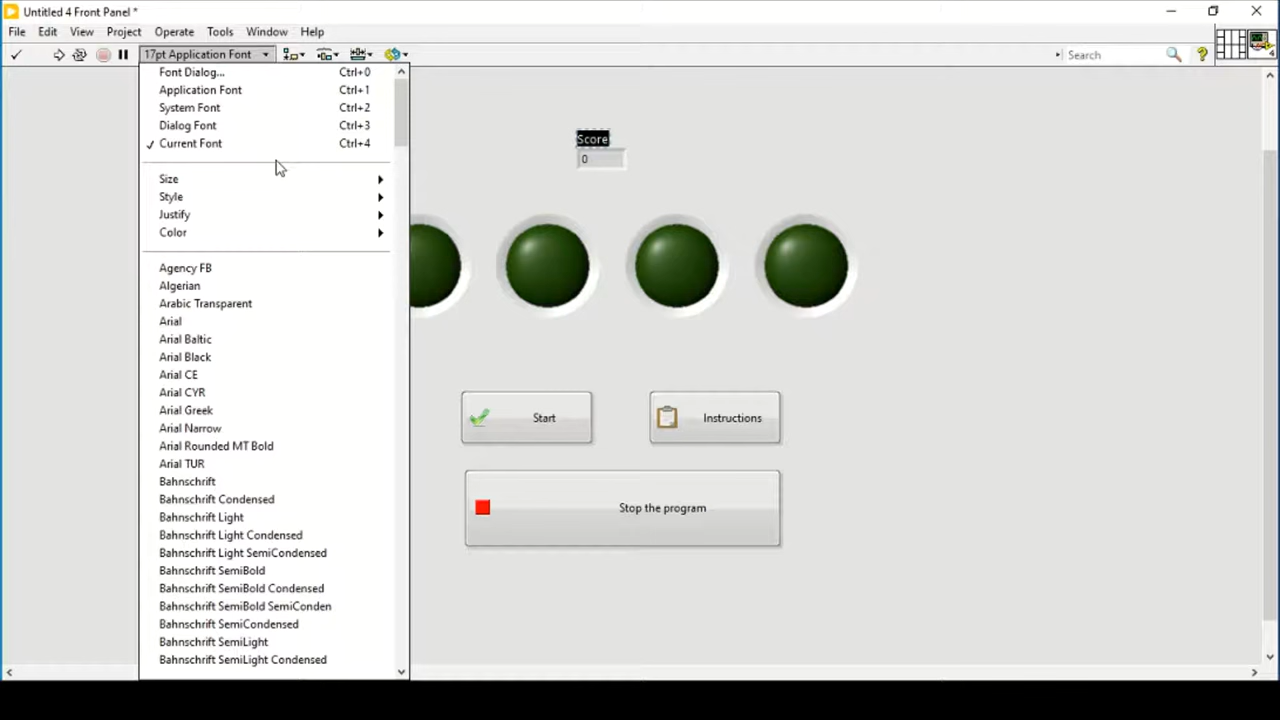 Untitled 4 Front Panel *
File Edit View Project Operate Tools Window Help
17pt Application Font
Search
?
4
Font Dialog... Ctrl+0
Application Font Ctrl+1
System Font Ctrl+2
Dialog Font Ctrl+3
✓ Current Font Ctrl+4
Size
Style
Justify
Color
Agency FB
Algerian
Arabic Transparent
Arial
Arial Baltic
Arial Black
Arial CE
Arial CYR
Arial Greek
Arial Narrow
Arial Rounded MT Bold
Arial TUR
Bahnschrift
Bahnschrift Condensed
Bahnschrift Light
Bahnschrift Light Condensed
Bahnschrift Light SemiCondensed
Bahnschrift SemiBold
Bahnschrift SemiBold Condensed
Bahnschrift SemiBold SemiConden
Bahnschrift SemiCondensed
Bahnschrift SemiLight
Bahnschrift SemiLight Condensed
Score
0
Start
Instructions
Stop the program